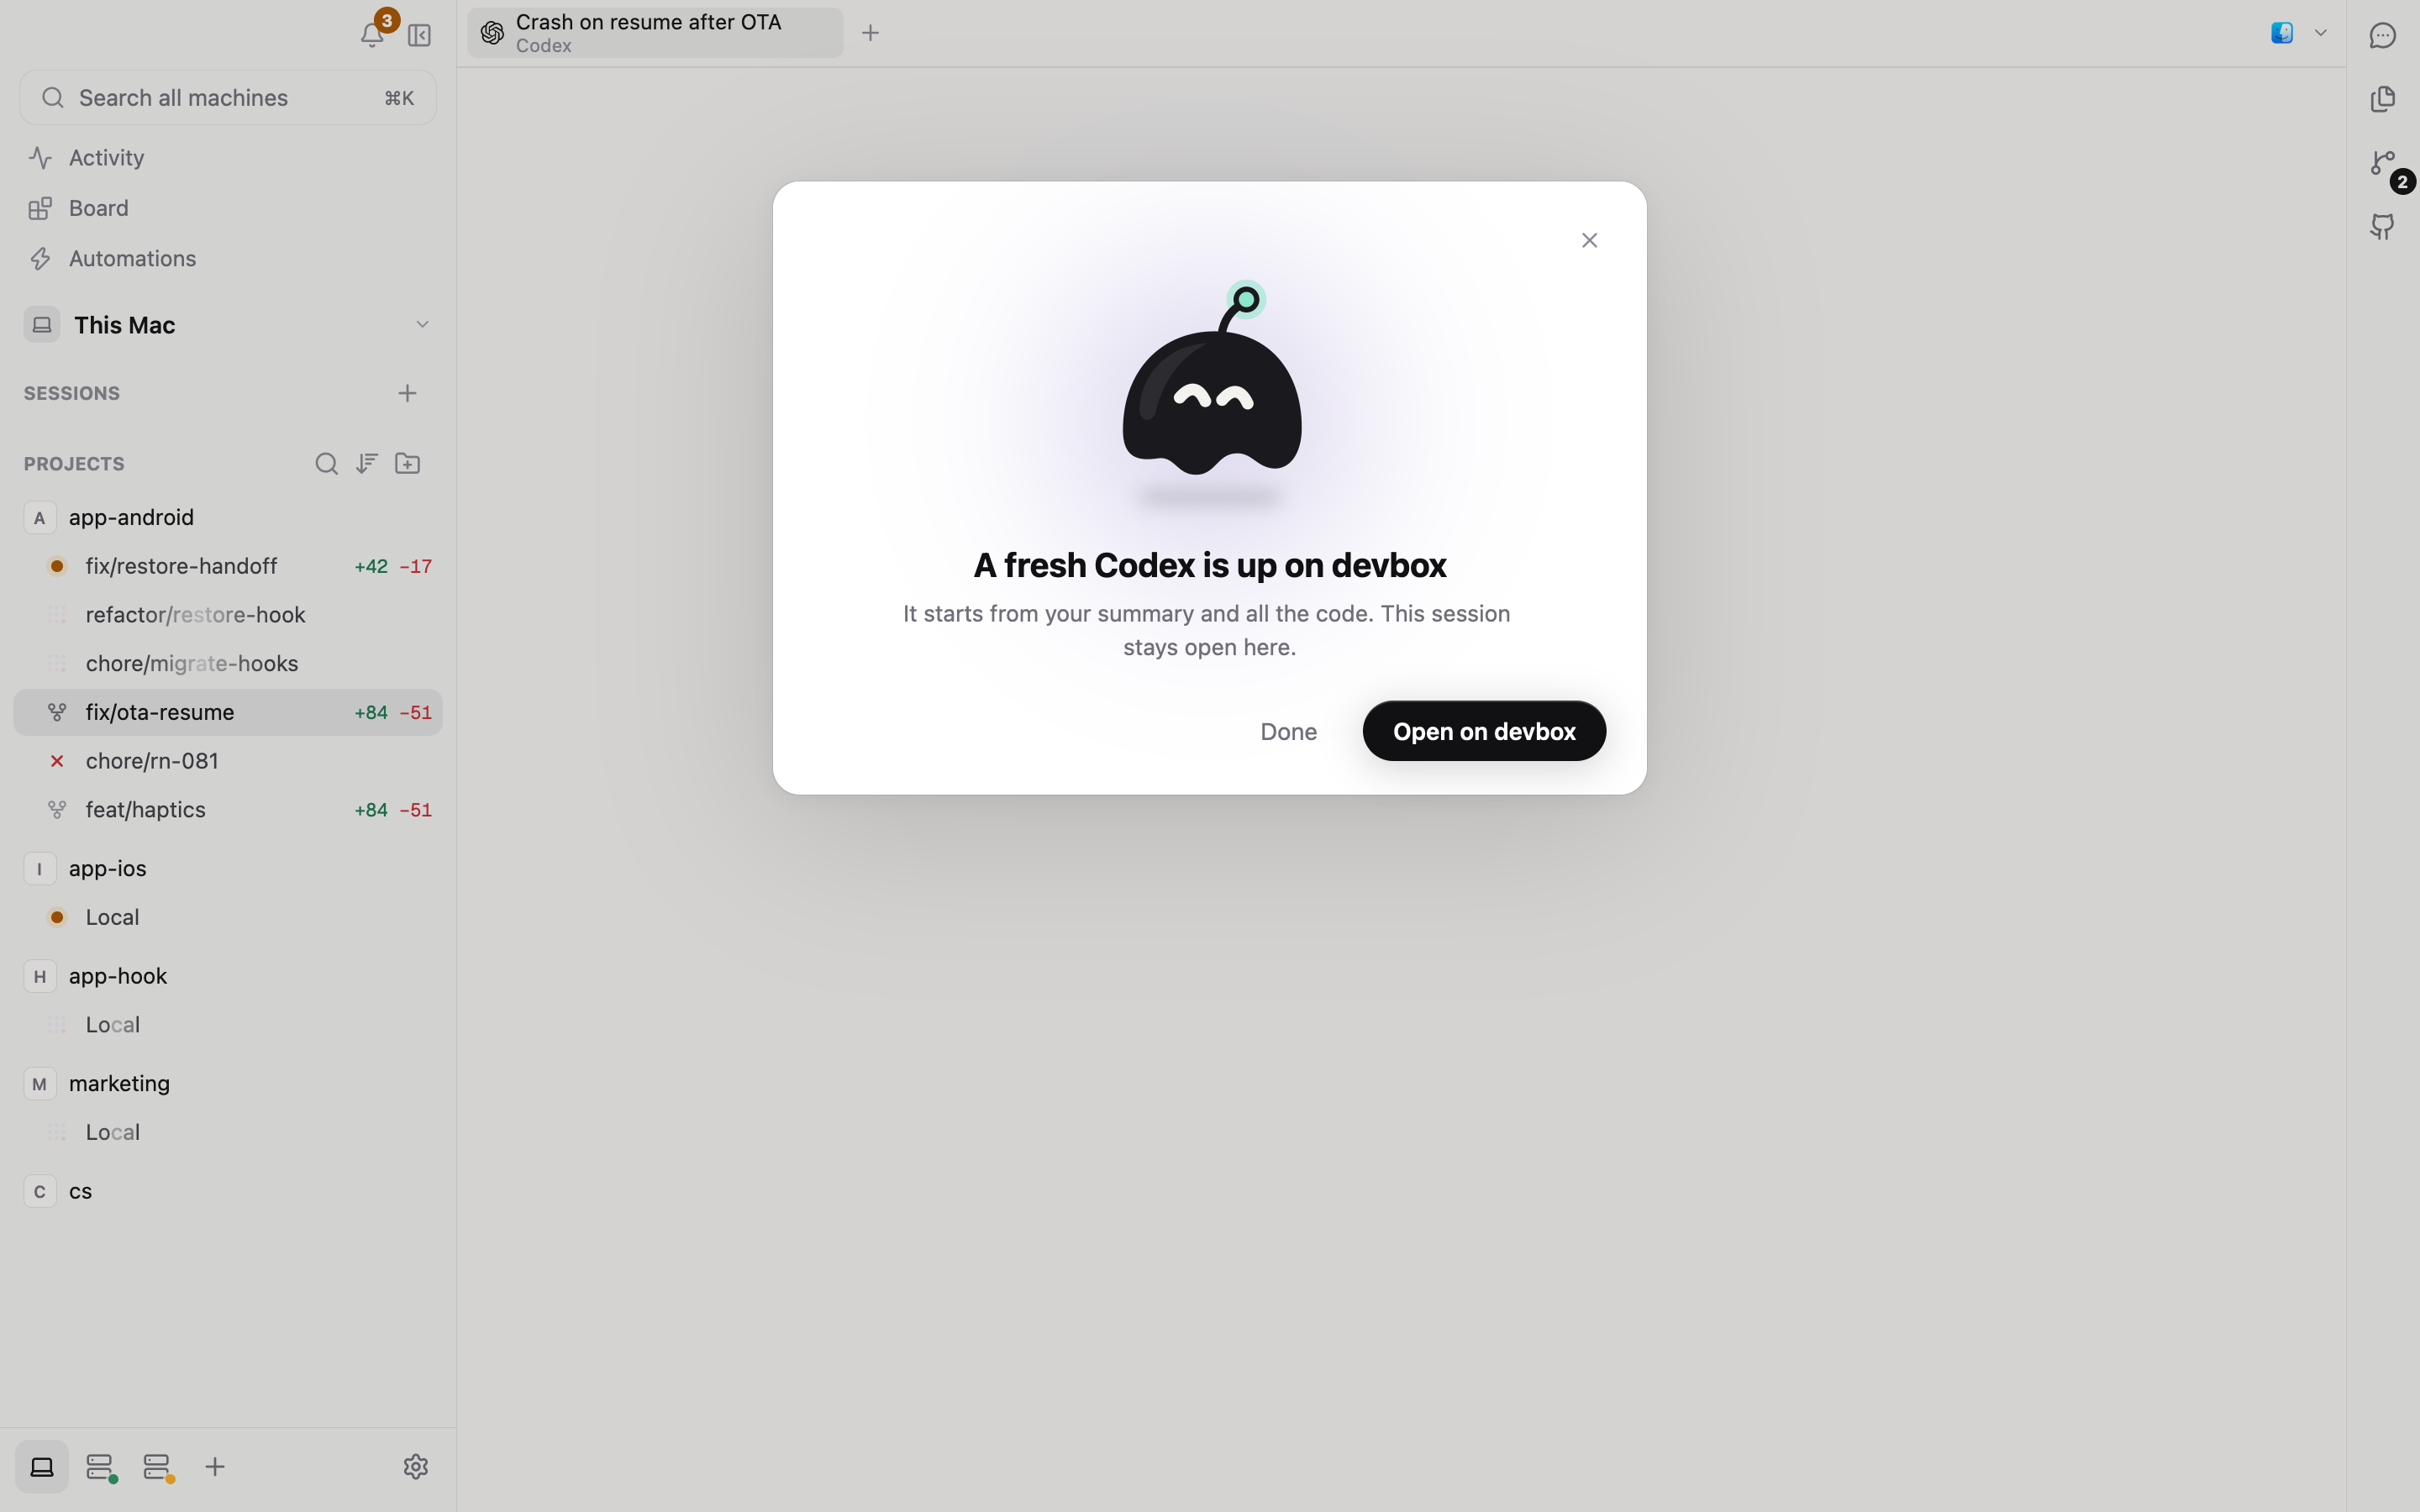 3
Crash on resume after OTA
Codex
Search all machines ⌘K
Activity
Board
Automations
This Mac
SESSIONS
PROJECTS
A app-android
fix/restore-handoff +42 −17
refactor/restore-hook
chore/migrate-hooks
fix/ota-resume +84 −51
chore/rn-081
feat/haptics +84 −51
I app-ios
Local
H app-hook
Local
M marketing
Local
C cs
A fresh Codex is up on devbox
It starts from your summary and all the code. This session
stays open here.
Done
Open on devbox
2